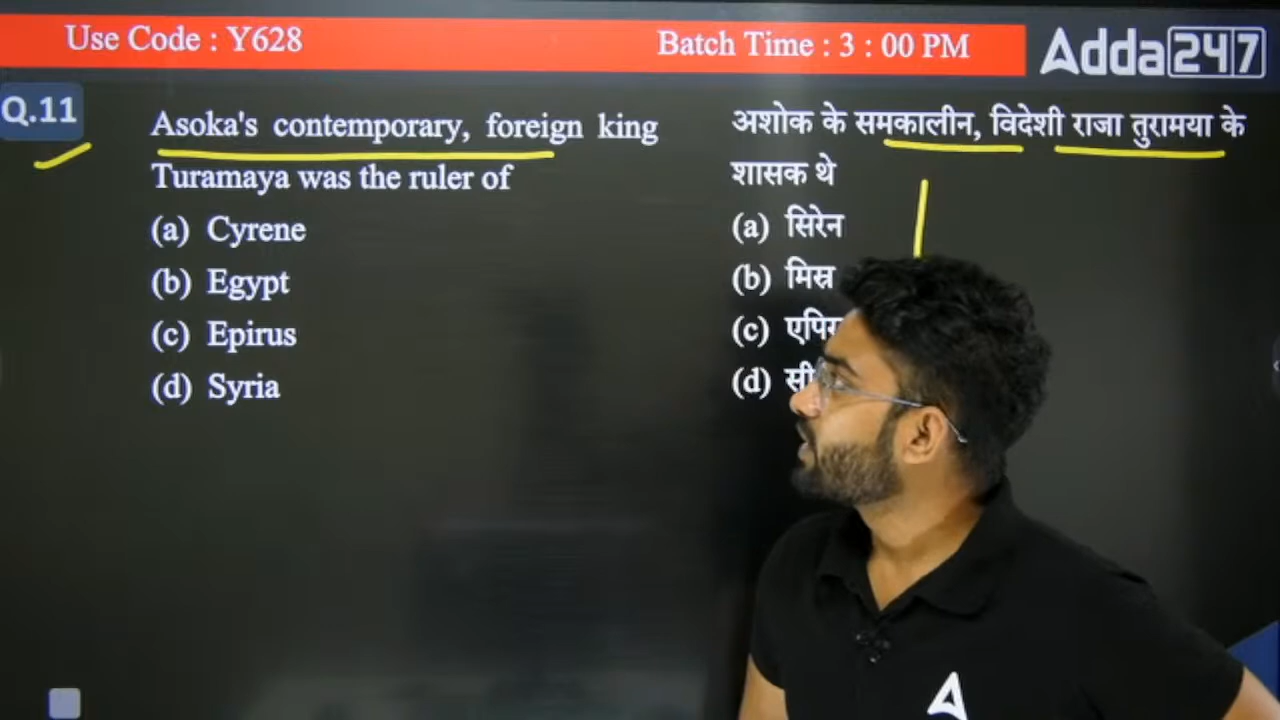 Use Code : Y628
Batch Time : 3 : 00 PM
Adda247
Q.11
Asoka's contemporary, foreign king
Turamaya was the ruler of
(a) Cyrene
(b) Egypt
(c) Epirus
(d) Syria
अशोक के समकालीन, विदेशी राजा तुरामया के
शासक थे
(a) सिरेन
(b) मिस्र
(c)
(d)